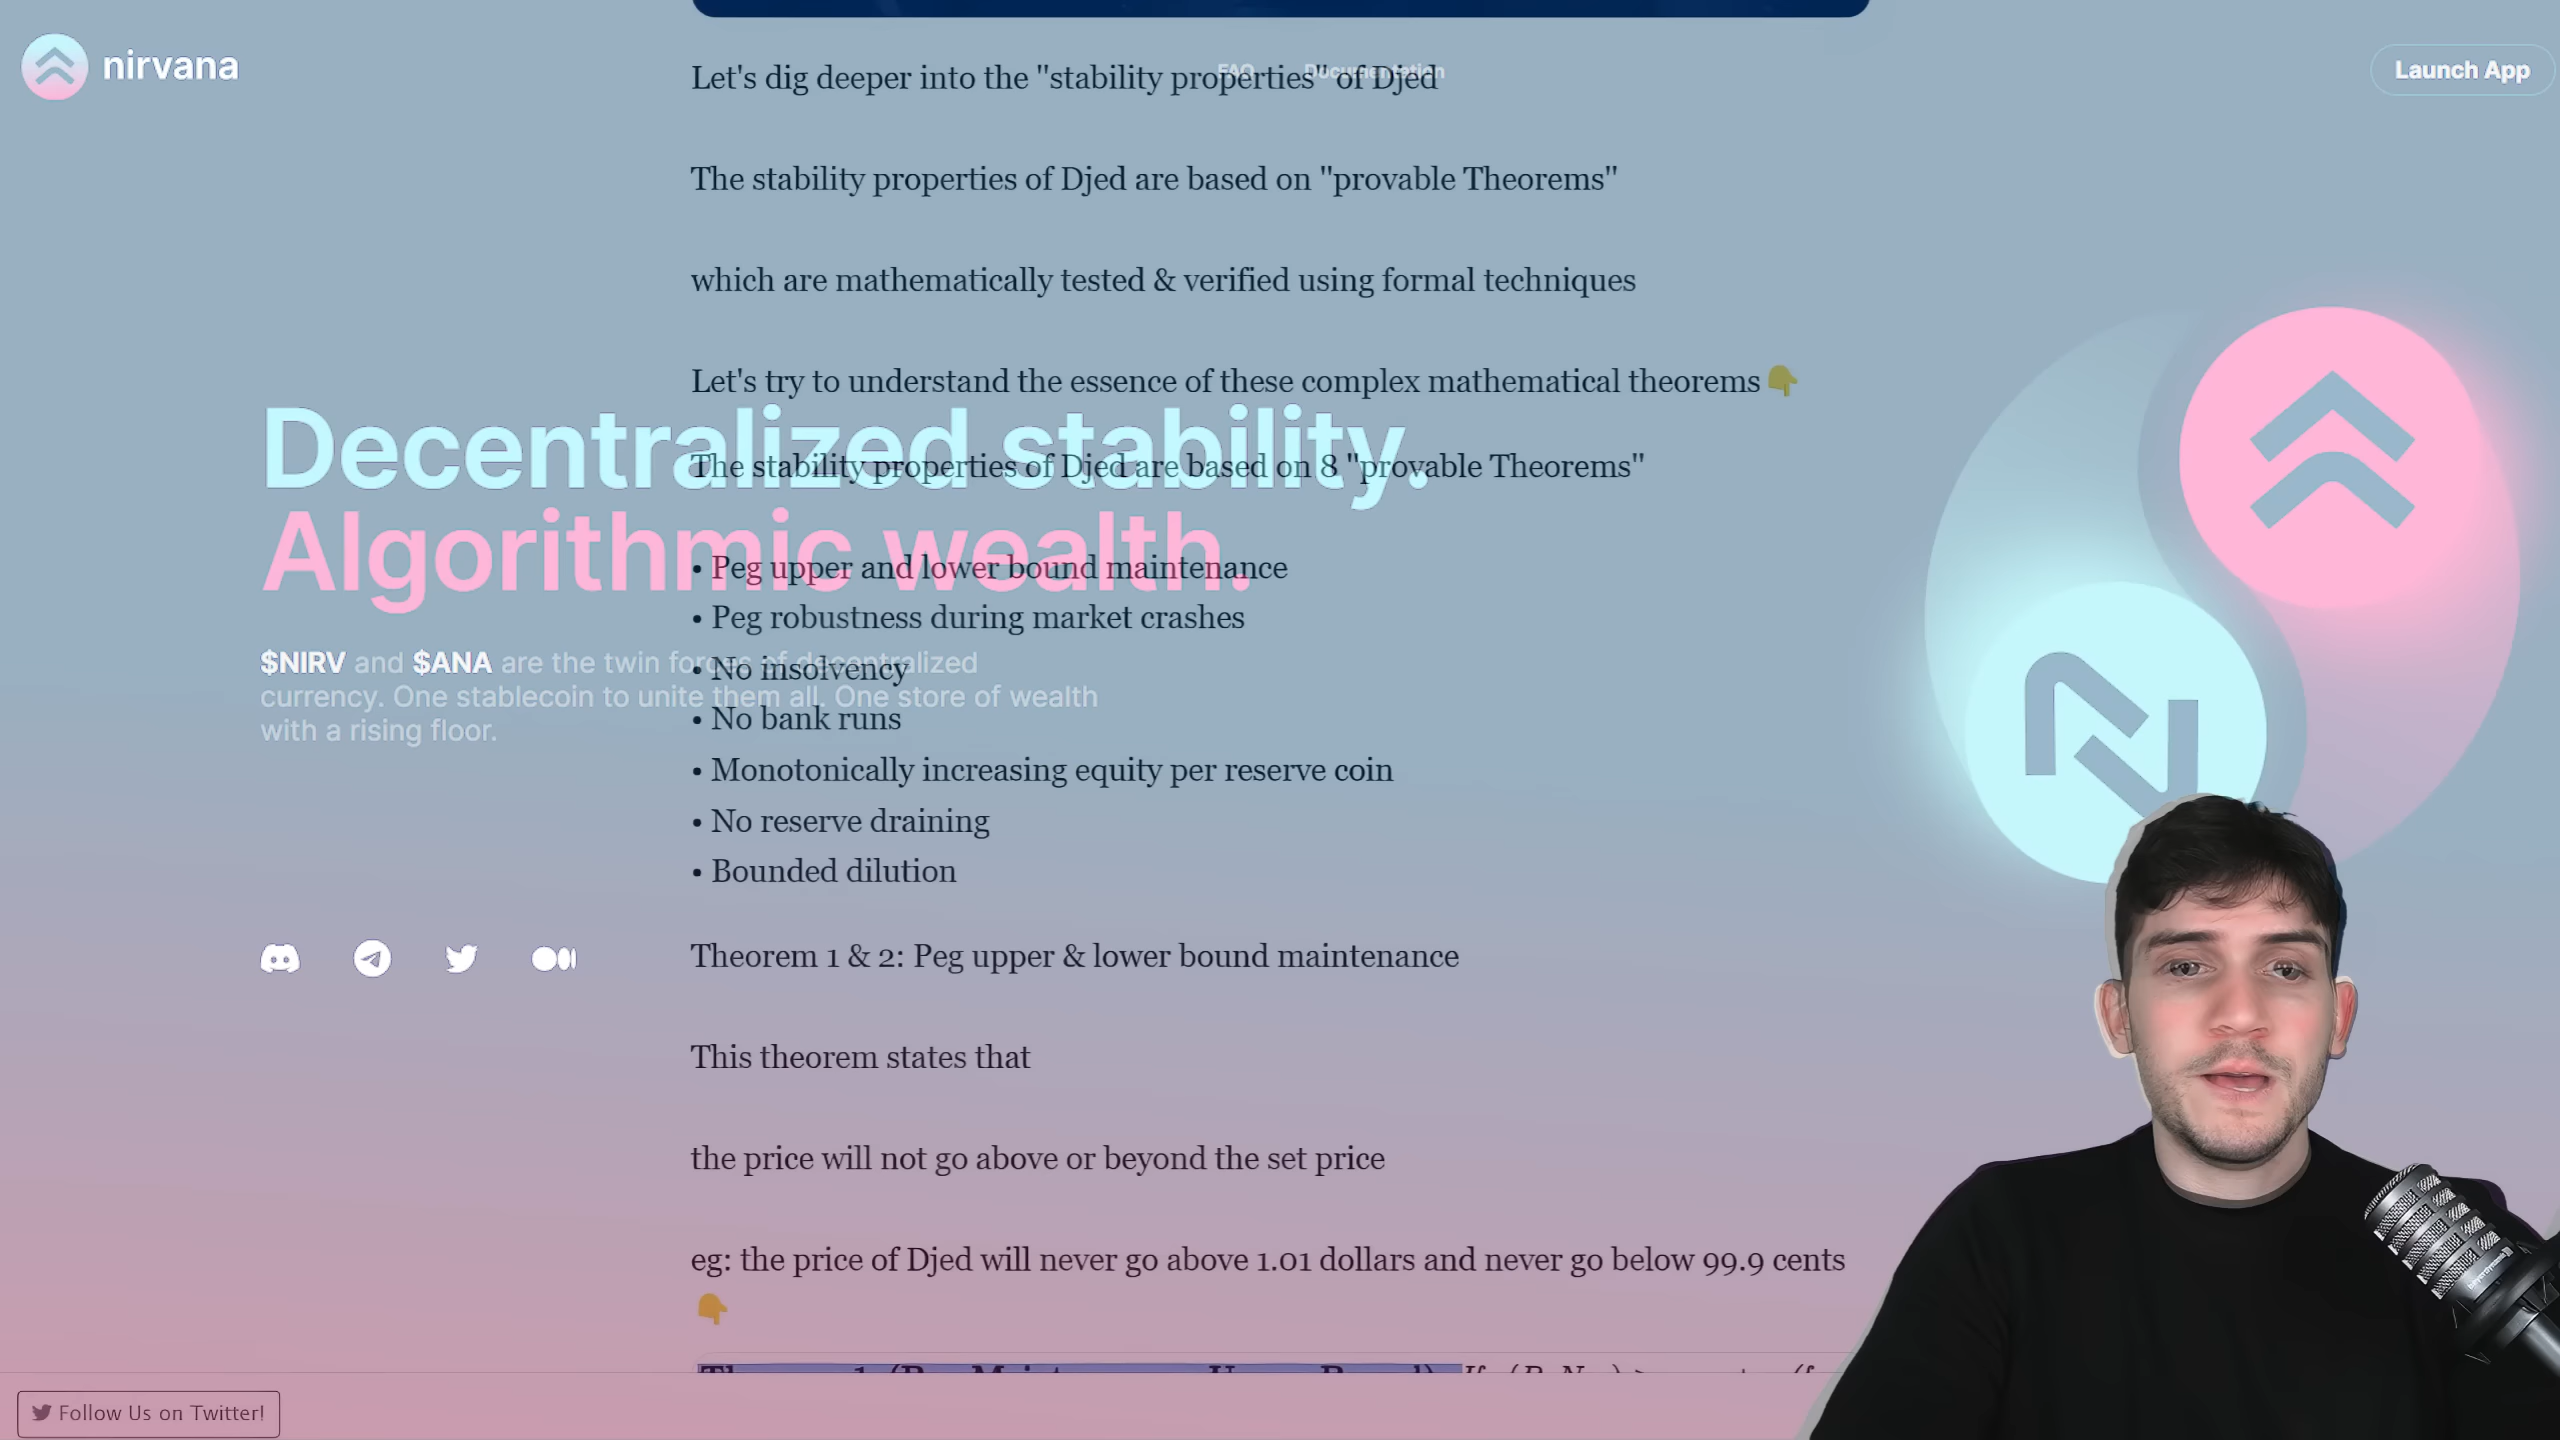 nirvana
FAQ
Documentation
Launch App
Let's dig deeper into the "stability properties" of Djed
The stability properties of Djed are based on "provable Theorems"
which are mathematically tested & verified using formal techniques
Let's try to understand the essence of these complex mathematical theorems👇
Decentralized stability.
Algorithmic wealth.
The stability properties of Djed are based on 8 "provable Theorems"
• Peg upper and lower bound maintenance
• Peg robustness during market crashes
• No insolvency
• No bank runs
• Monotonically increasing equity per reserve coin
• No reserve draining
• Bounded dilution
$NIRV and $ANA are the twin forces of decentralized
currency. One stablecoin to unite them all. One store of wealth
with a rising floor.
Theorem 1 & 2: Peg upper & lower bound maintenance
This theorem states that
the price will not go above or beyond the set price
eg: the price of Djed will never go above 1.01 dollars and never go below 99.9 cents
👇
Follow Us on Twitter!